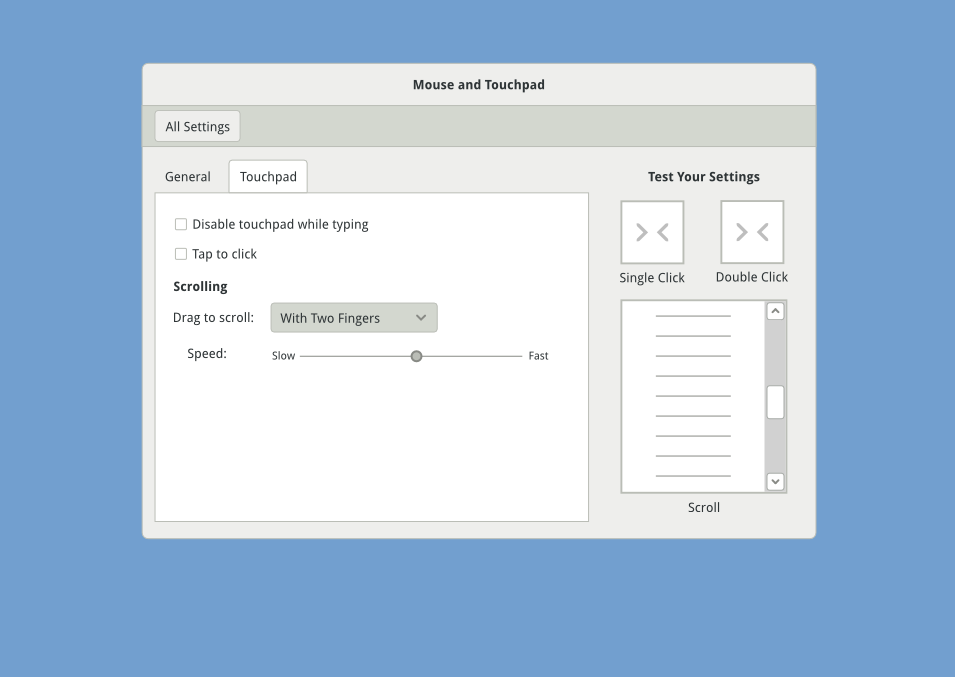 Mouse and Touchpad
All Settings
General
Touchpad
Disable touchpad while typing
Tap to click
Scrolling
Drag to scroll:
With Two Fingers
Speed:
Slow
Fast
Test Your Settings
Single Click
Double Click
Scroll